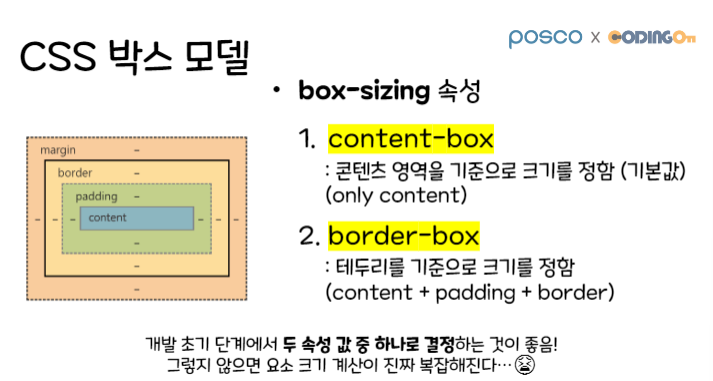 posco x CODINGOn
CSS 박스 모델
• box-sizing 속성
1. content-box
: 콘텐츠 영역을 기준으로 크기를 정함 (기본값)
(only content)
2. border-box
: 테두리를 기준으로 크기를 정함
(content + padding + border)
margin -
border -
padding -
- - - content - - -
-
-
-
개발 초기 단계에서 두 속성 값 중 하나로 결정하는 것이 좋음!
그렇지 않으면 요소 크기 계산이 진짜 복잡해진다… 😫